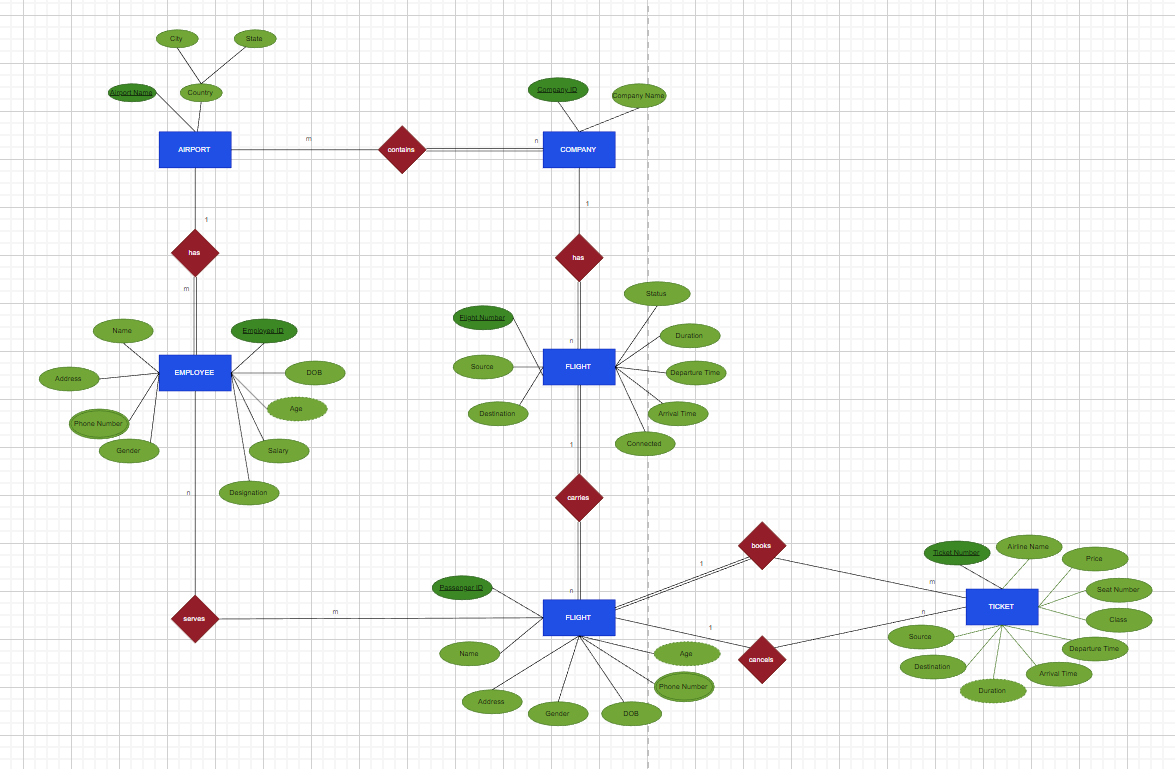 City
State
Airport Name
Country
Company ID
Company Name
AIRPORT
m
contains
n
COMPANY
1
1
has
has
m
n
Status
Flight Number
Duration
Name
Employee ID
Source
FLIGHT
Departure Time
EMPLOYEE
DOB
Address
Age
Destination
Arrival Time
Phone Number
Connected
1
Gender
Salary
Designation
n
carries
books
Ticket Number
Airline Name
Price
1
m
Passenger ID
n
Seat Number
serves
m
FLIGHT
TICKET
n
Class
1
Source
Name
Age
cancels
Departure Time
Destination
Arrival Time
Phone Number
Duration
Address
Gender
DOB